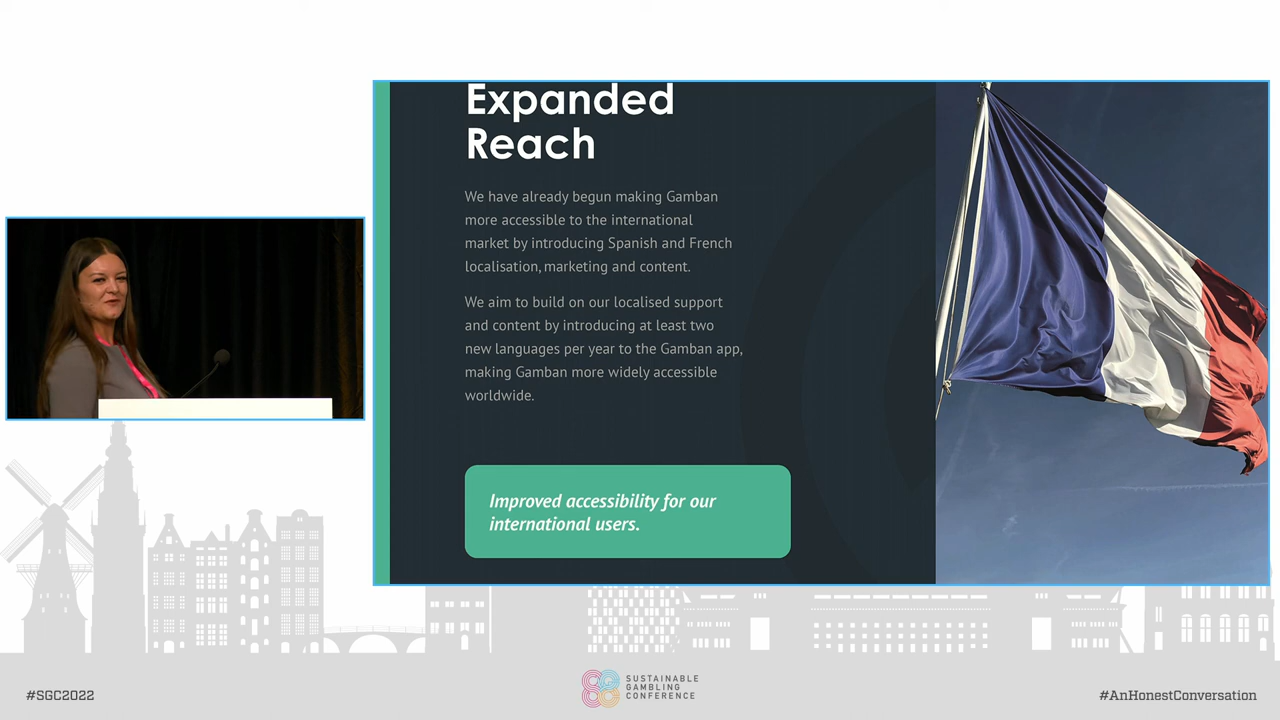 Expanded
Reach
We have already begun making Gamban
more accessible to the international
market by introducing Spanish and French
localisation, marketing and content.
We aim to build on our localised support
and content by introducing at least two
new languages per year to the Gamban app,
making Gamban more widely accessible
worldwide.
Improved accessibility for our
international users.
#SGC2022
SUSTAINABLE
GAMBLING
CONFERENCE
#AnHonestConversation